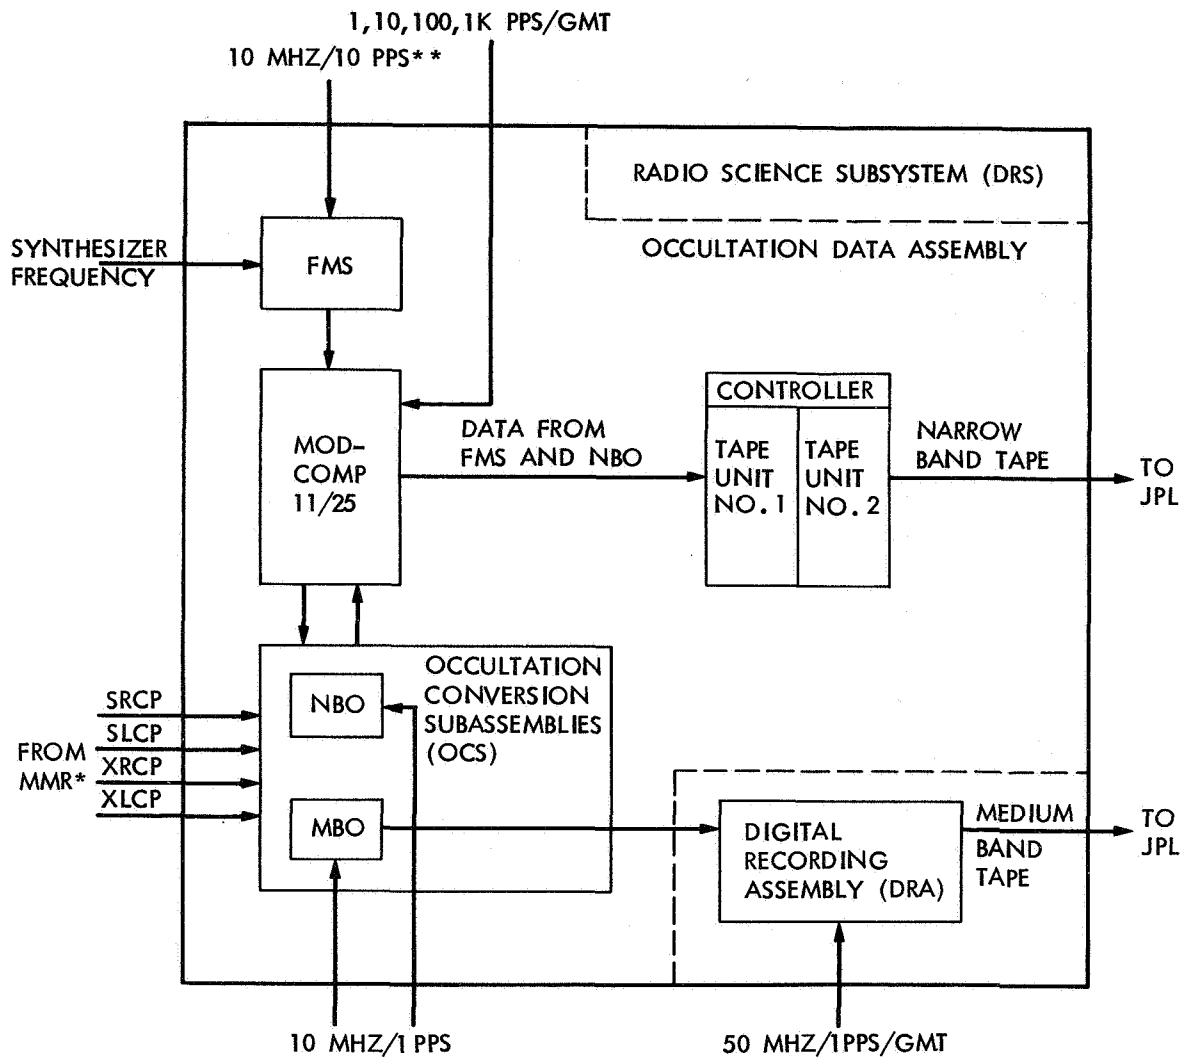 1,10,100,1K PPS/GMT
10 MHZ/10 PPS**
RADIO SCIENCE SUBSYSTEM (DRS)
OCCULTATION DATA ASSEMBLY
SYNTHESIZER
FREQUENCY
FMS
MOD-
COMP
11/25
DATA FROM
FMS AND NBO
CONTROLLER
TAPE
UNIT
NO.1
TAPE
UNIT
NO.2
NARROW
BAND TAPE
TO
JPL
OCCULTATION
CONVERSION
SUBASSEMBLIES
(OCS)
NBO
SRCP
SLCP
FROM
MMR*
XRCP
XLCP
MBO
DIGITAL
RECORDING
ASSEMBLY (DRA)
MEDIUM
BAND
TAPE
TO
JPL
10 MHZ/1PPS
50 MHZ/1PPS/GMT